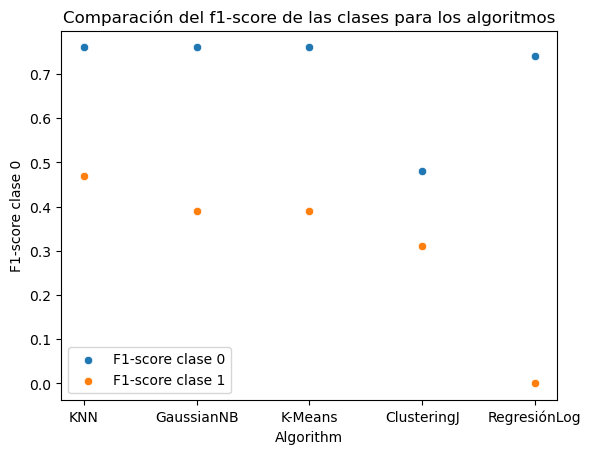 Comparación del f1-score de las clases para los algoritmos
F1-score clase 0
0.7
0.6
0.5
0.4
0.3
0.2
0.1
0.0
F1-score clase 0
F1-score clase 1
KNN GaussianNB K-Means ClusteringJ RegresiónLog
Algorithm